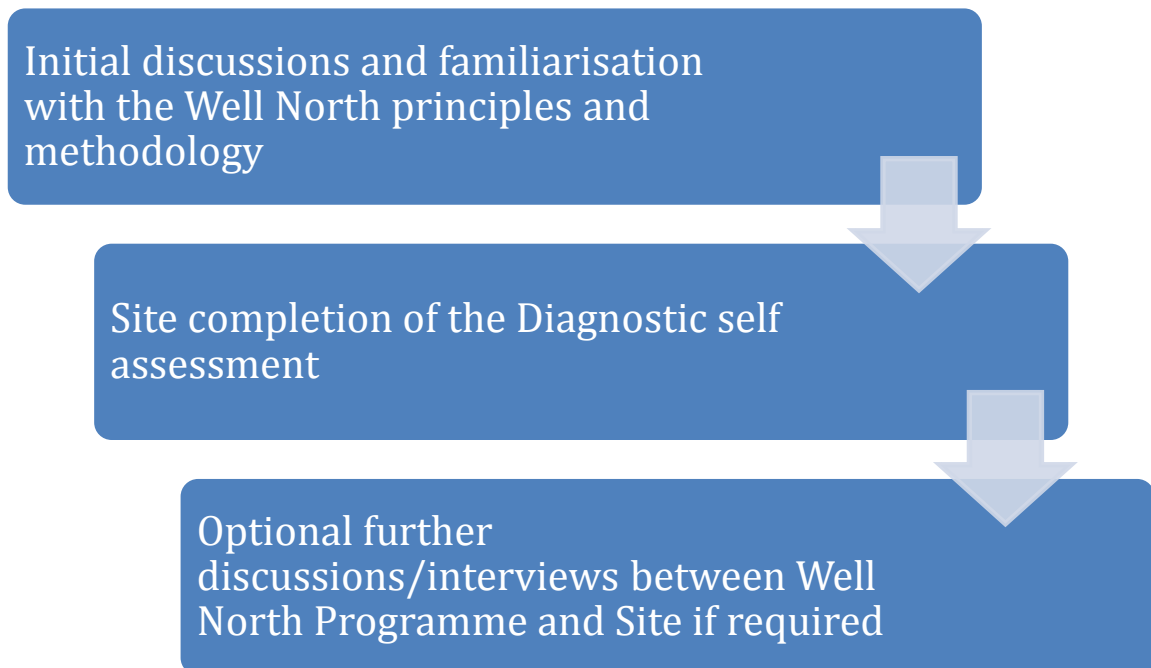 Initial discussions and familiarisation
with the Well North principles and
methodology
Site completion of the Diagnostic self
assessment
Optional further
discussions/interviews between Well
North Programme and Site if required